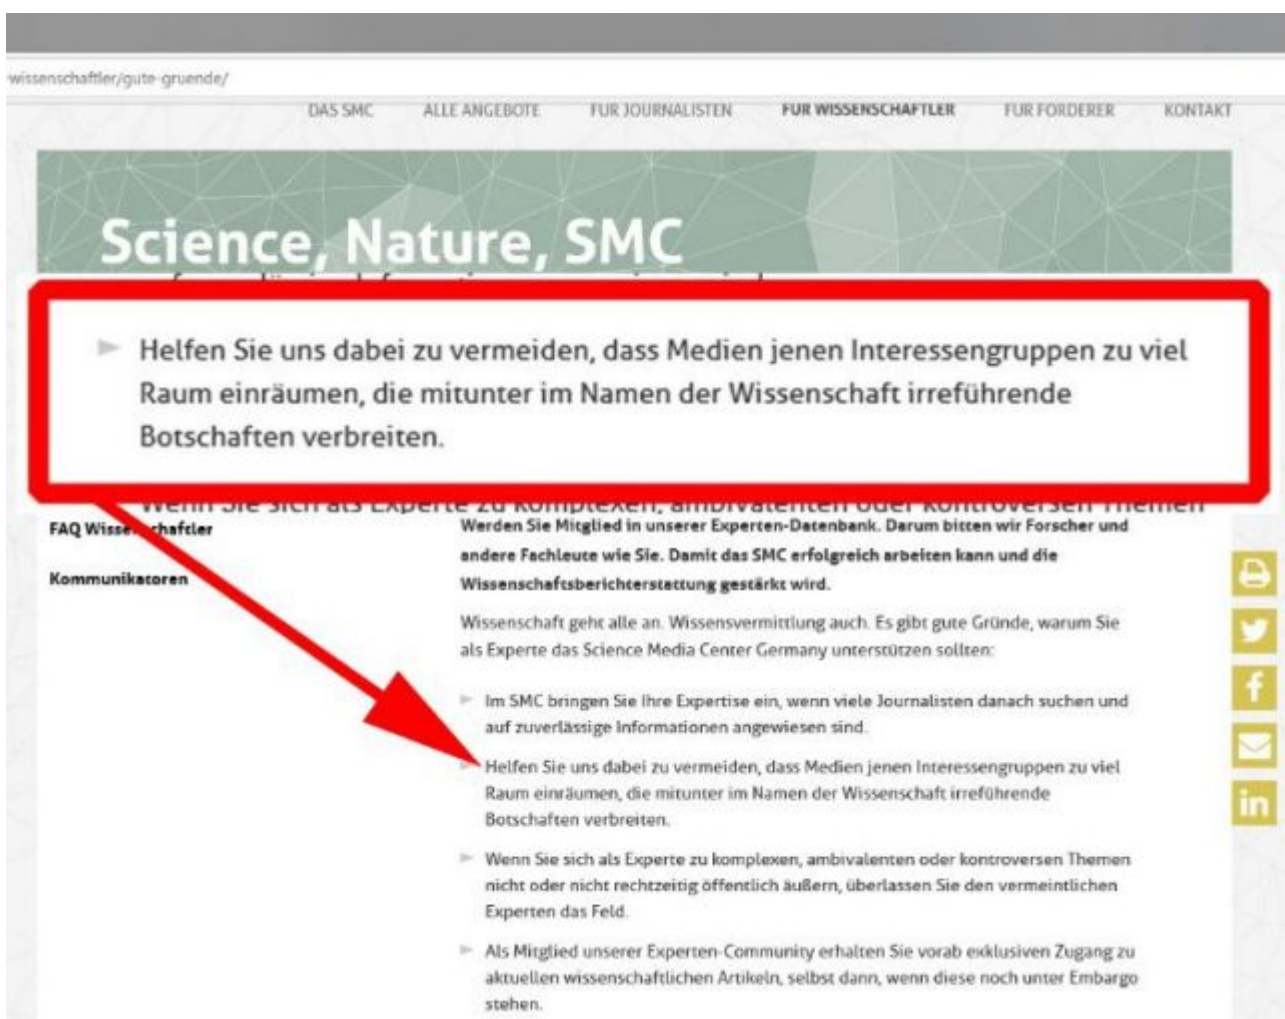 wissenschaftler/gute-gruende/
DAS SMC ALLE ANGEBOTE FÜR JOURNALISTEN FÜR WISSENSCHAFTLER FÜR FÖRDERER KONTAKT
Science, Nature, SMC
Helfen Sie uns dabei zu vermeiden, dass Medien jenen Interessengruppen zu viel
Raum einräumen, die mitunter im Namen der Wissenschaft irreführende
Botschaften verbreiten.
Wenn Sie sich als Experte zu komplexen, ambivalenten oder kontroversen Themen
FAQ Wissenschaftler
Kommunikatoren
Werden Sie Mitglied in unserer Experten-Datenbank. Darum bitten wir Forscher und
andere Fachleute wie Sie. Damit das SMC erfolgreich arbeiten kann und die
Wissenschaftsberichterstattung gestärkt wird.
Wissenschaft geht alle an. Wissensvermittlung auch. Es gibt gute Gründe, warum Sie
als Experte das Science Media Center Germany unterstützen sollten:
Im SMC bringen Sie Ihre Expertise ein, wenn viele Journalisten danach suchen und
auf zuverlässige Informationen angewiesen sind.
Helfen Sie uns dabei zu vermeiden, dass Medien jenen Interessengruppen zu viel
Raum einräumen, die mitunter im Namen der Wissenschaft irreführende
Botschaften verbreiten.
Wenn Sie sich als Experte zu komplexen, ambivalenten oder kontroversen Themen
nicht oder nicht rechtzeitig öffentlich äußern, überlassen Sie den vermeintlichen
Experten das Feld.
Als Mitglied unserer Experten-Community erhalten Sie vorab exklusiven Zugang zu
aktuellen wissenschaftlichen Artikeln, selbst dann, wenn diese noch unter Embargo
stehen.